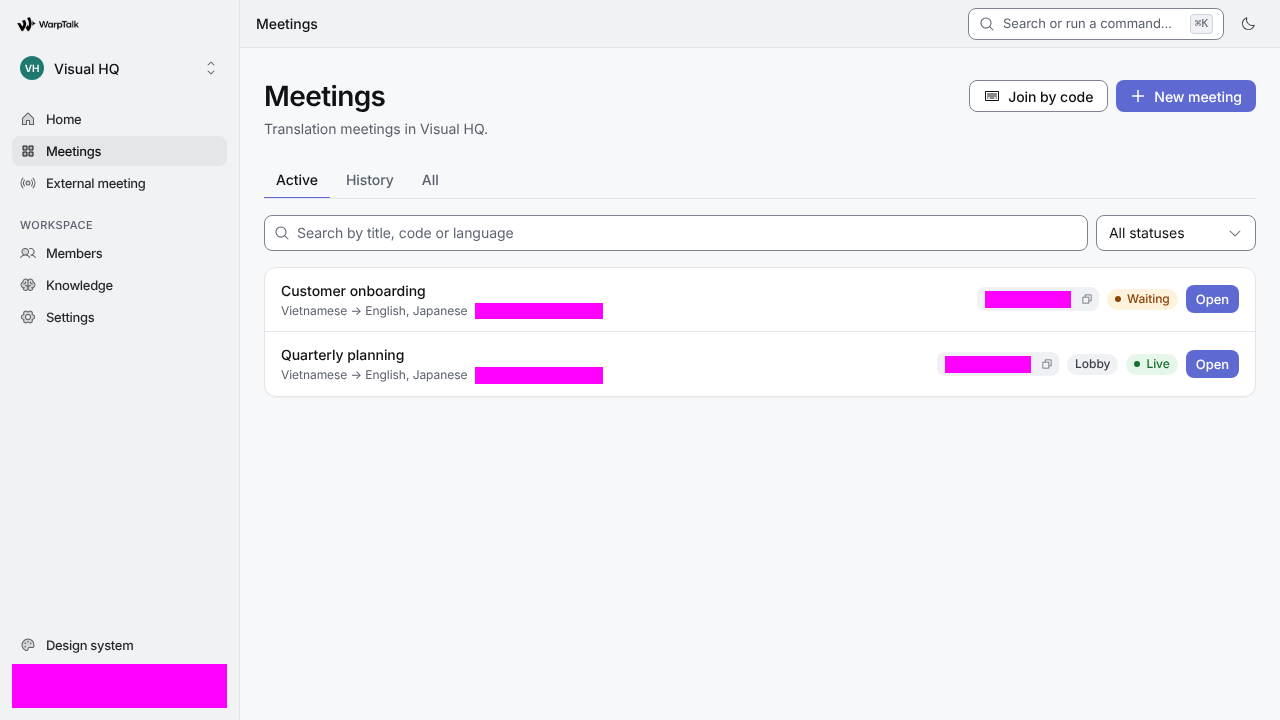 WarpTalk
Meetings
Search or run a command...
⌘K
VH
Visual HQ
Home
Meetings
External meeting
WORKSPACE
Members
Knowledge
Settings
Design system
Meetings
Join by code
New meeting
Translation meetings in Visual HQ.
Active
History
All
Search by title, code or language
All statuses
Customer onboarding
Vietnamese → English, Japanese
Waiting
Open
Quarterly planning
Vietnamese → English, Japanese
Lobby
Live
Open